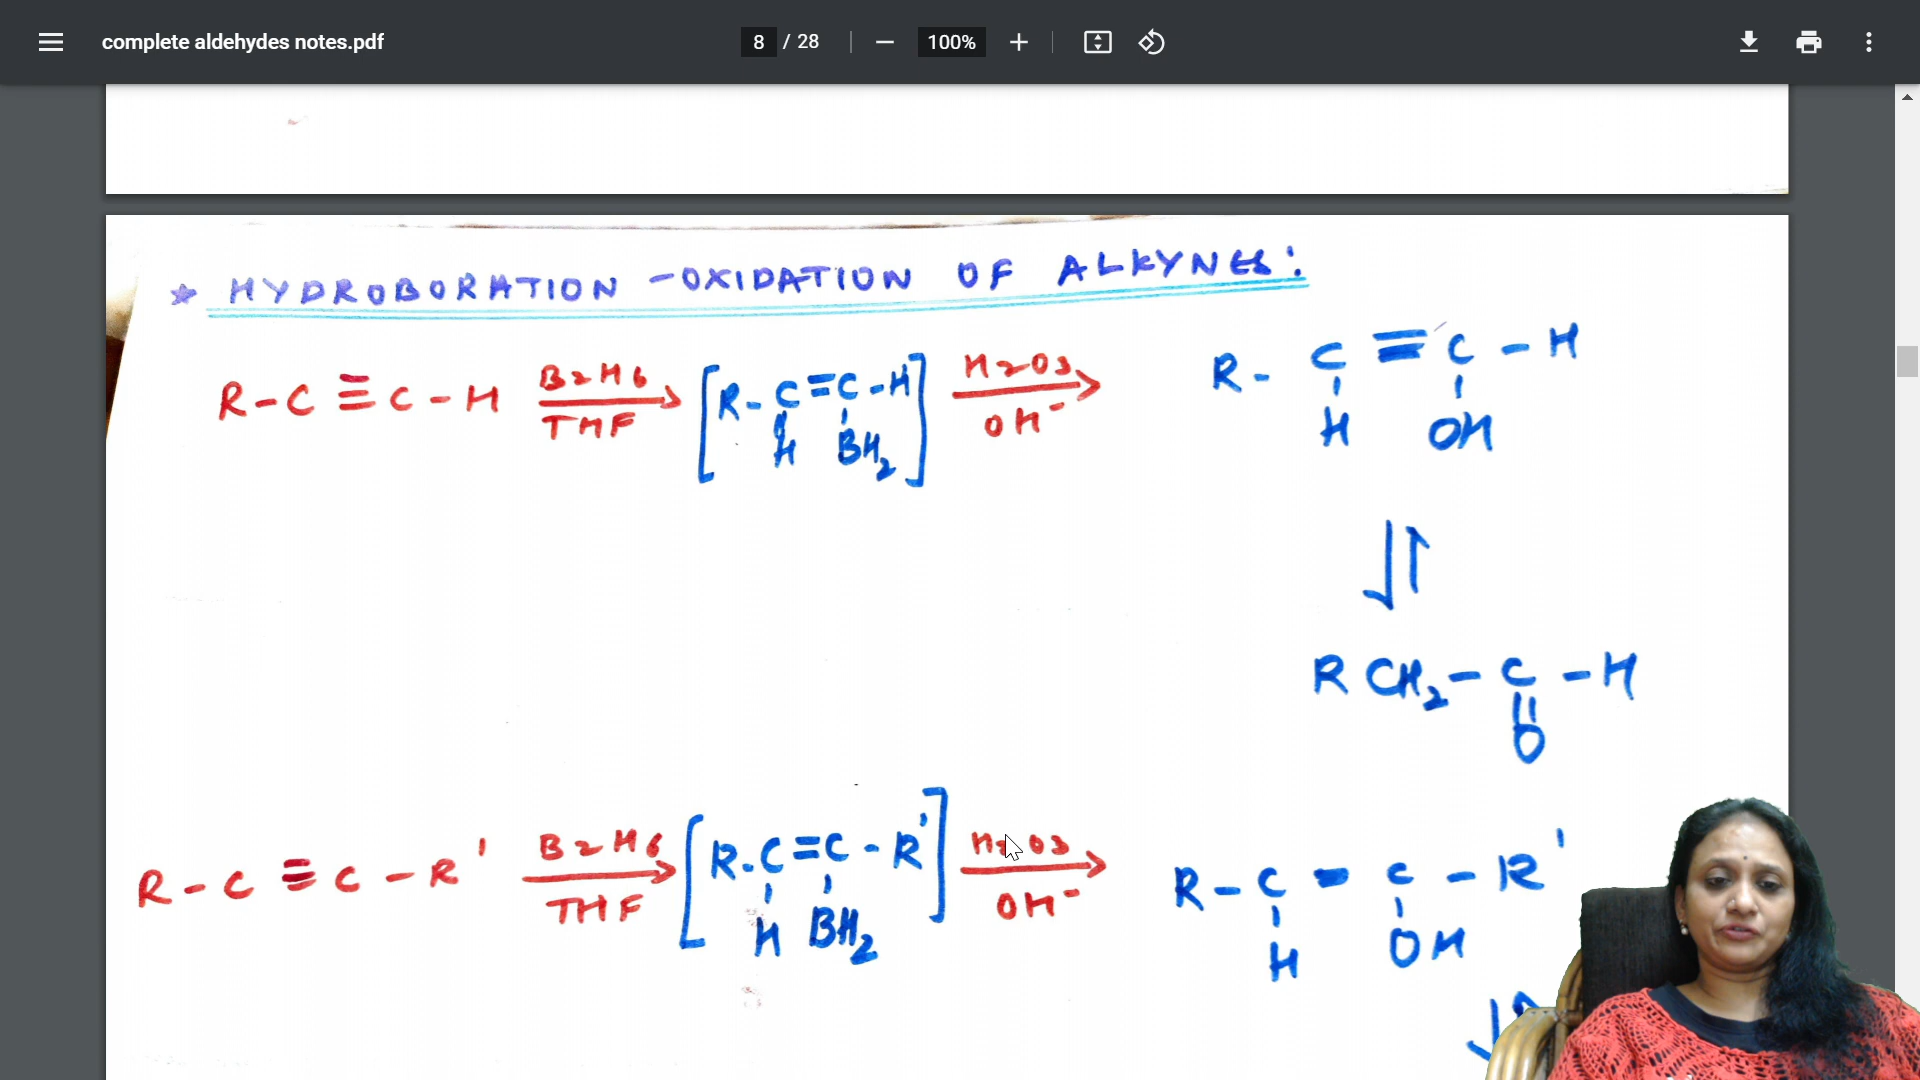 complete aldehydes notes.pdf
8 / 28
100%
★ HYDROBORATION -OXIDATION OF ALKYNES:
R-C≡C-H B2H6 THF [R-C=C-H H BH2] H2O2 OH- R-C=C-H H OH
⇌
RCH2-C-H
O
R-C≡C-R' B2H6 THF [R-C=C-R' H BH2] H2O2 OH- R-C=C-R' H OH